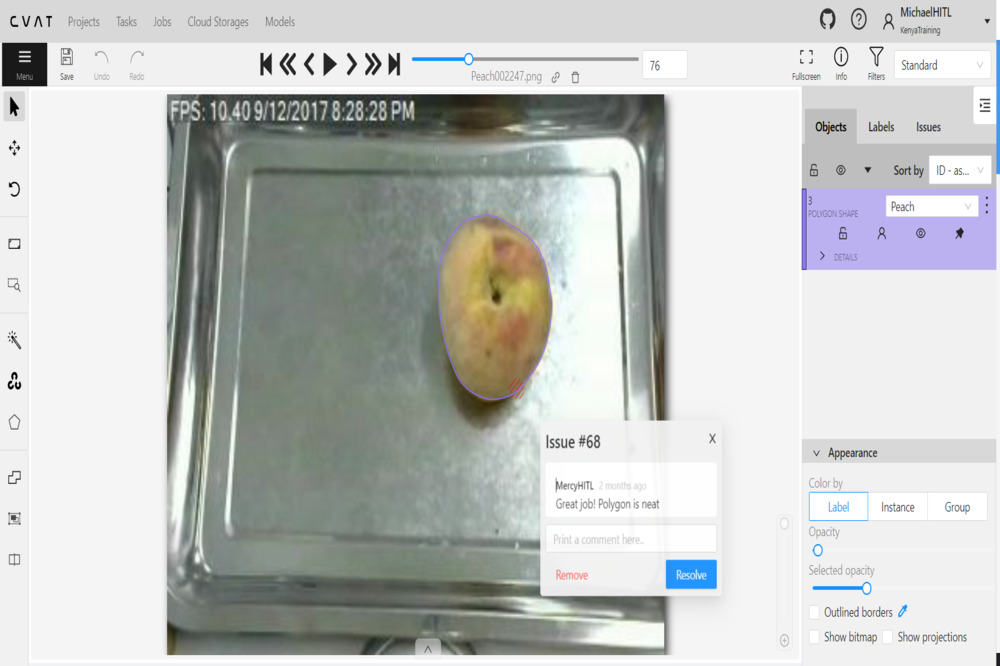 CVAT Projects Tasks Jobs Cloud Storages Models MichaelHITL
KenyaTraining
Menu Save Undo Redo Peach002247.png 76 Fullscreen Info Filters Standard
FPS: 10.40 9/12/2017 8:28:28 PM
Objects Labels Issues
Sort by ID - as...
3 Peach
POLYGON SHAPE
DETAILS
Issue #68 X
MercyHITL 2 months ago
Great job! Polygon is neat
Print a comment here..
Remove Resolve
Appearance
Color by
Label Instance Group
Opacity
Selected opacity
Outlined borders
Show bitmap Show projections